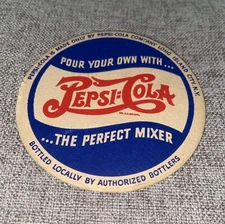 PEPSI-COLA IS MADE ONLY BY PEPSI-COLA COMPANY LONG ISLAND CITY, N.Y.
POUR YOUR OWN WITH...
PEPSI:COLA
...THE PERFECT MIXER
BOTTLED LOCALLY BY AUTHORIZED BOTTLERS